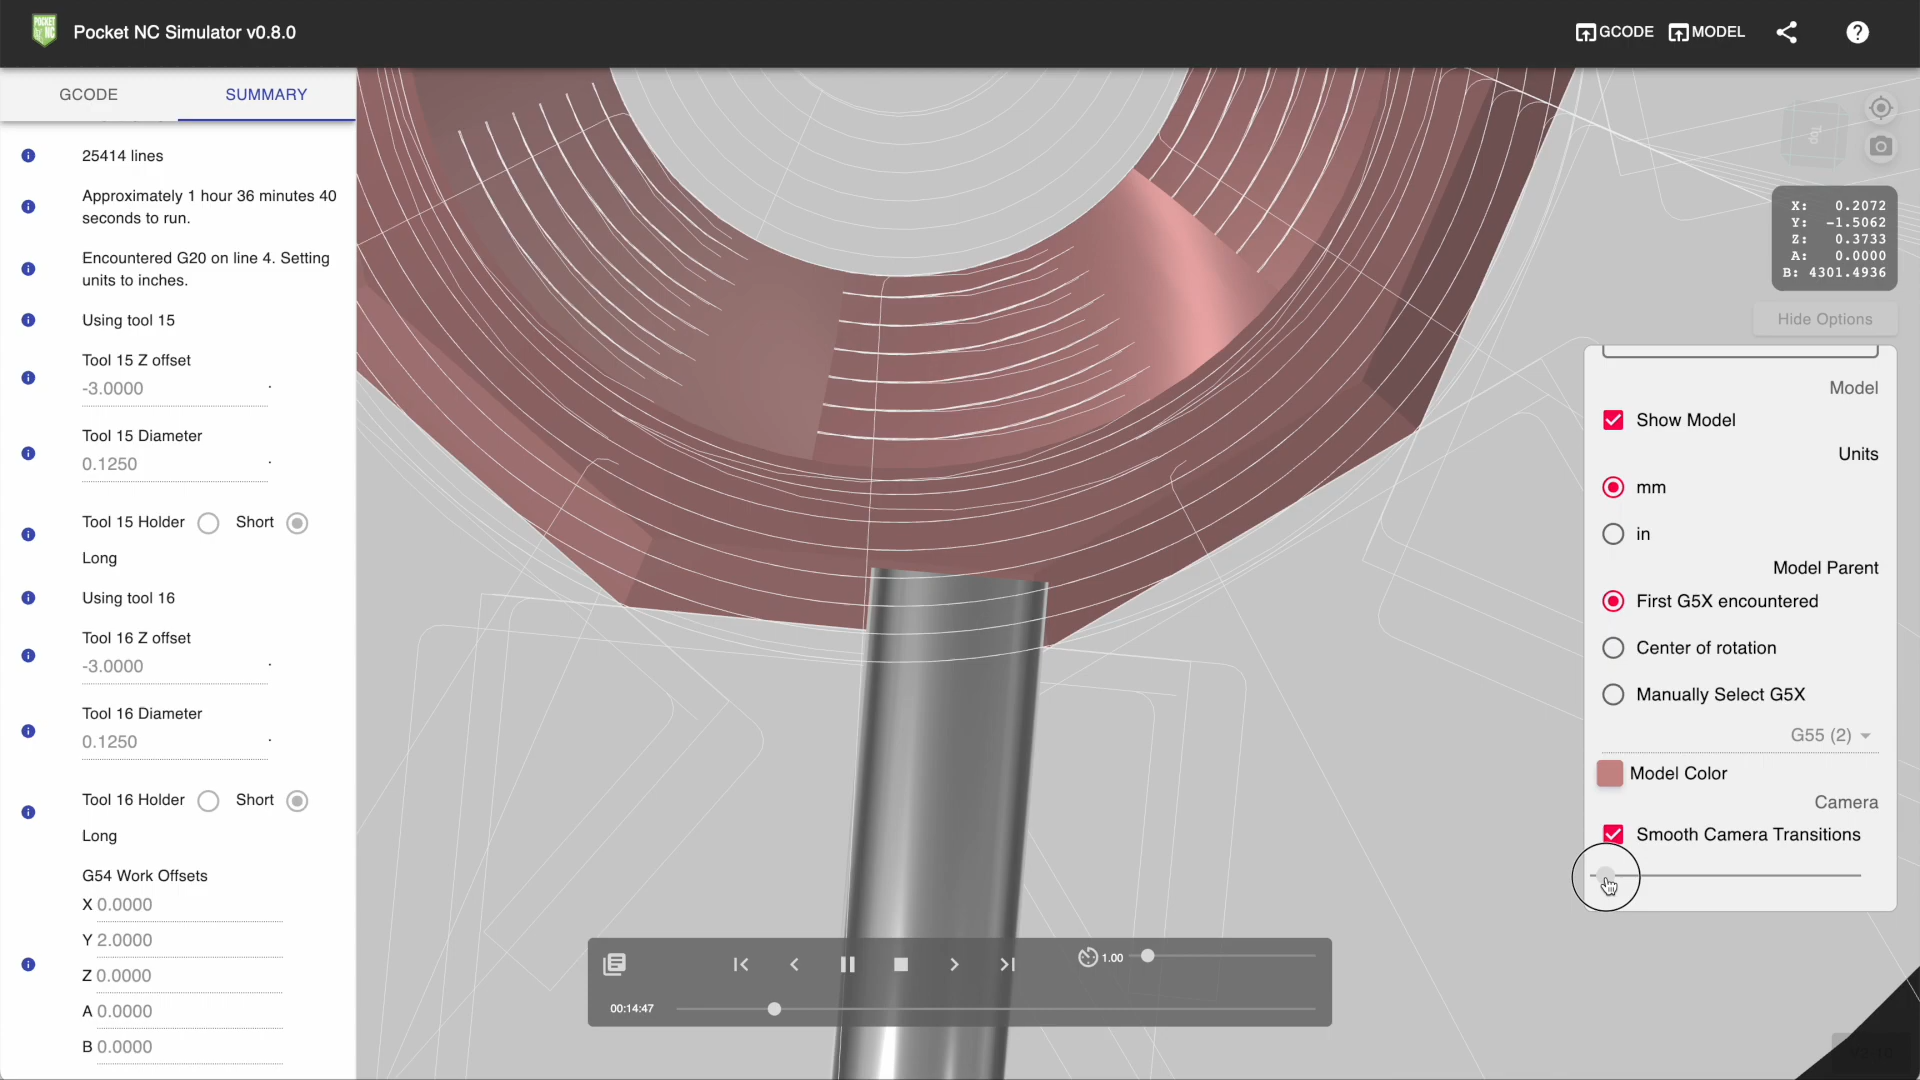 Pocket NC Simulator v0.8.0
GCODE
MODEL
GCODE
SUMMARY
25414 lines
Approximately 1 hour 36 minutes 40
seconds to run.
Encountered G20 on line 4. Setting
units to inches.
Using tool 15
Tool 15 Z offset
-3.0000
Tool 15 Diameter
0.1250
Tool 15 Holder Short
Long
Using tool 16
Tool 16 Z offset
-3.0000
Tool 16 Diameter
0.1250
Tool 16 Holder Short
Long
G54 Work Offsets
X 0.0000
Y 2.0000
Z 0.0000
A 0.0000
B 0.0000
X: 0.2072
Y: -1.5062
Z: 0.3733
A: 0.0000
B: 4301.4936
Hide Options
Model
Show Model
Units
mm
in
Model Parent
First G5X encountered
Center of rotation
Manually Select G5X
G55 (2)
Model Color
Camera
Smooth Camera Transitions
1.00
00:14:47